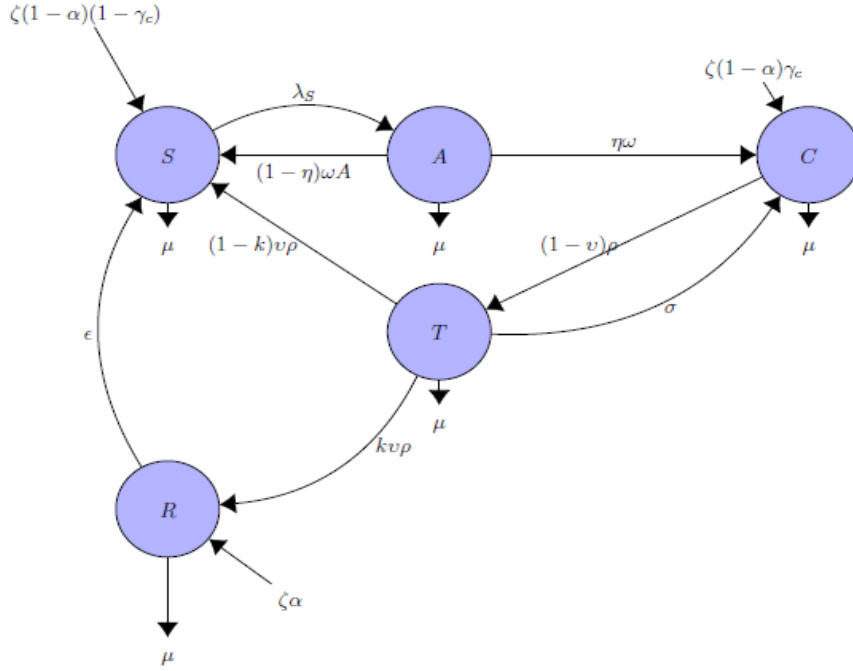 ζ(1 − α)(1 − γ_c)
ζ(1 − α)γ_c
λ_S
S
A
ηω
C
(1 − η)ωA
μ
μ
μ
(1 − k)υρ
(1 − υ)ρ
T
σ
ϵ
μ
kυρ
R
ζα
μ